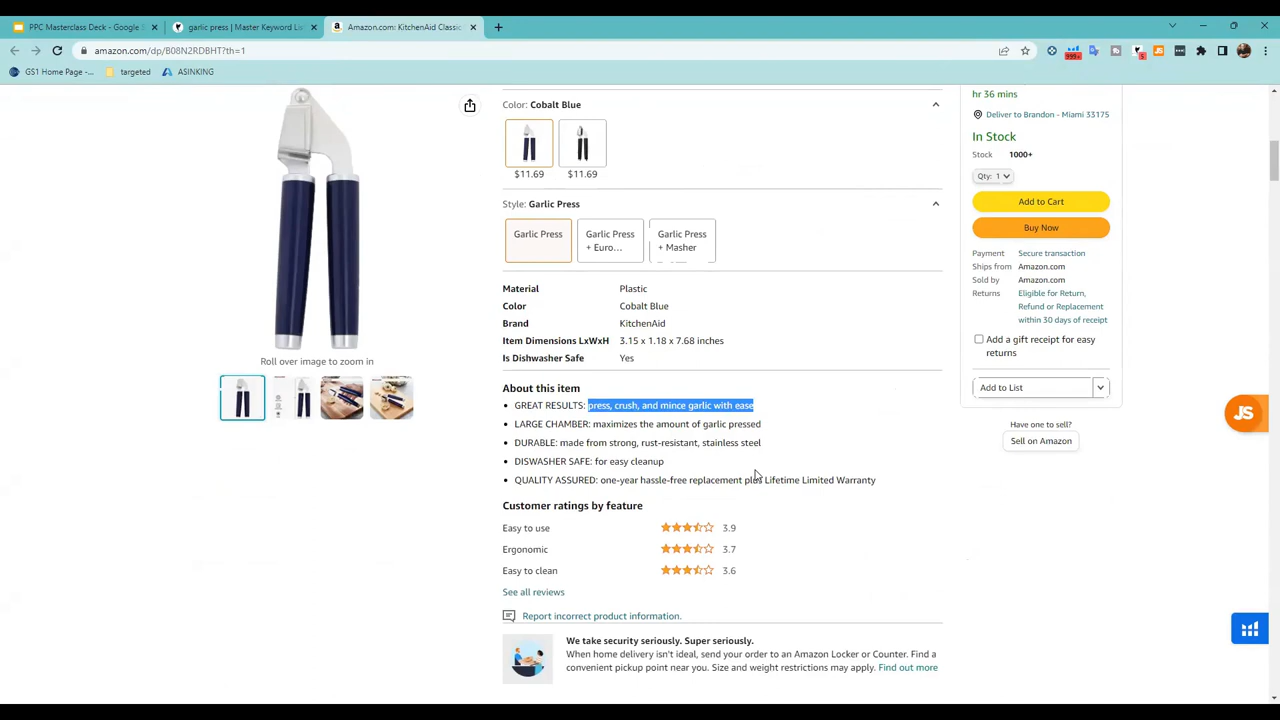 PPC Masterclass Deck - Google S
garlic press | Master Keyword Lis
Amazon.com: KitchenAid Classic
amazon.com/dp/B08N2RDBHT?th=1
999+
5
JS
GS1 Home Page -...
targeted
ASINKING
Color: Cobalt Blue
$11.69
$11.69
Style: Garlic Press
Garlic Press
Garlic Press
+ Euro...
Garlic Press
+ Masher
Roll over image to zoom in
Material Plastic
Color Cobalt Blue
Brand KitchenAid
Item Dimensions LxWxH 3.15 x 1.18 x 7.68 inches
Is Dishwasher Safe Yes
About this item
• GREAT RESULTS: press, crush, and mince garlic with ease
• LARGE CHAMBER: maximizes the amount of garlic pressed
• DURABLE: made from strong, rust-resistant, stainless steel
• DISWASHER SAFE: for easy cleanup
• QUALITY ASSURED: one-year hassle-free replacement plus Lifetime Limited Warranty
Customer ratings by feature
Easy to use 3.9
Ergonomic 3.7
Easy to clean 3.6
See all reviews
Report incorrect product information.
We take security seriously. Super seriously.
When home delivery isn't ideal, send your order to an Amazon Locker or Counter. Find a
convenient pickup point near you. Size and weight restrictions may apply. Find out more
hr 36 mins
Deliver to Brandon - Miami 33175
In Stock
Stock 1000+
Qty: 1
Add to Cart
Buy Now
Payment Secure transaction
Ships from Amazon.com
Sold by Amazon.com
Returns Eligible for Return,
Refund or Replacement
within 30 days of receipt
Add a gift receipt for easy
returns
Add to List
Have one to sell?
Sell on Amazon
JS